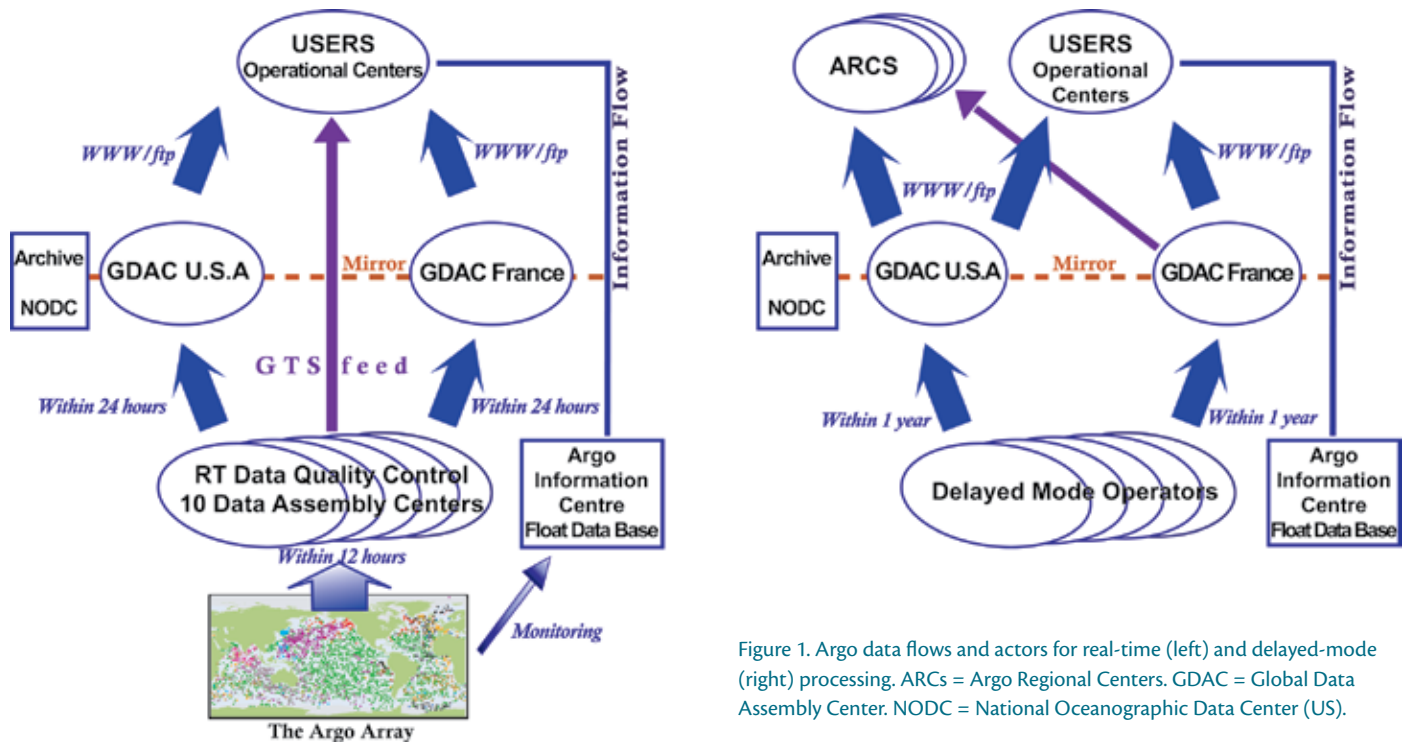 USERS
Operational Centers
WWW/ftp
WWW/ftp
Information Flow
Archive
NODC
GDAC U.S.A
Mirror
GDAC France
GTS feed
Within 24 hours
Within 24 hours
RT Data Quality Control
10 Data Assembly Centers
Within 12 hours
Argo
Information
Centre
Float Data Base
Monitoring
The Argo Array
ARCS
USERS
Operational
Centers
WWW/ftp
WWW/ftp
Information Flow
Archive
NODC
GDAC U.S.A
Mirror
GDAC France
Within 1 year
Within 1 year
Delayed Mode Operators
Argo
Information
Centre
Float Data Base
Figure 1. Argo data flows and actors for real-time (left) and delayed-mode
(right) processing. ARCs = Argo Regional Centers. GDAC = Global Data
Assembly Center. NODC = National Oceanographic Data Center (US).